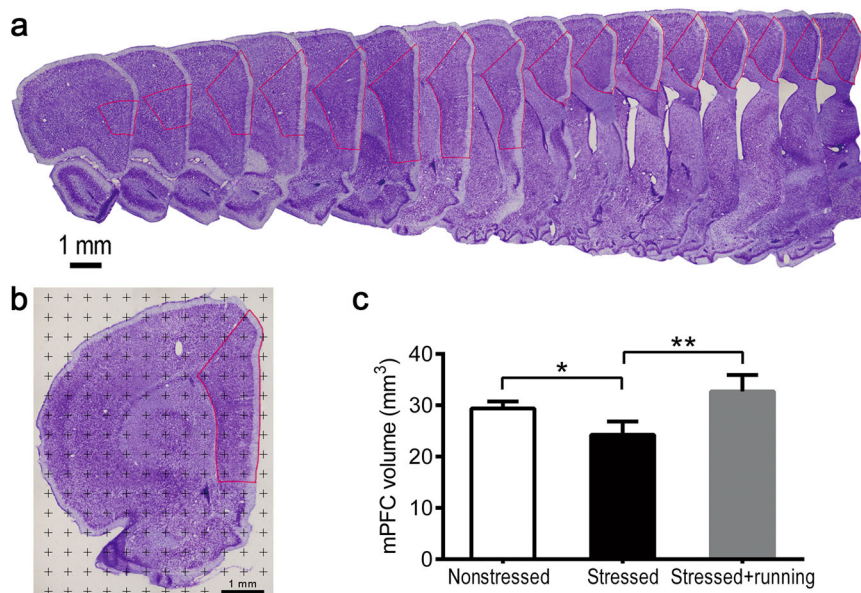 a
1 mm
b
1 mm
c
mPFC volume (mm³)
40
30
20
10
0
*
**
Nonstressed
Stressed
Stressed+running